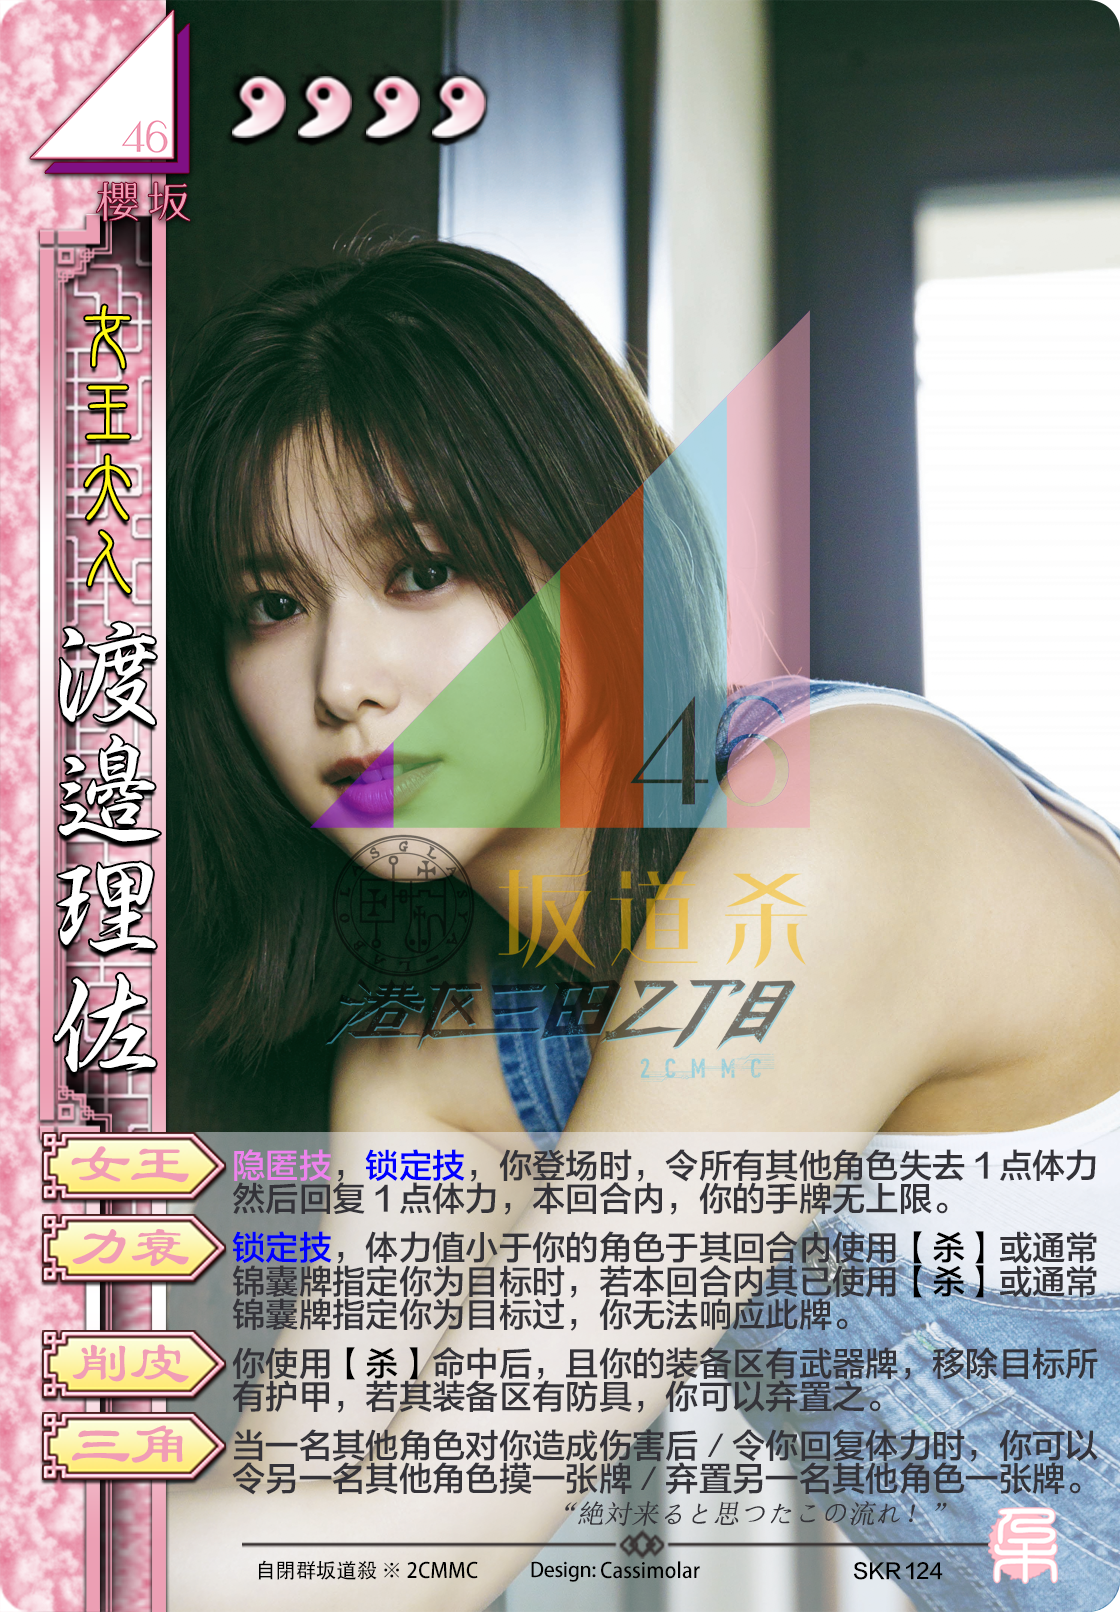 46
櫻坂
女王大人
渡邉理佐
46
坂道杀
港区三田2丁目
2CMMC
女王
隐匿技，锁定技，你登场时，令所有其他角色失去1点体力
然后回复1点体力，本回合内，你的手牌无上限。
力衰
锁定技，体力值小于你的角色于其回合内使用【杀】或通常
锦囊牌指定你为目标时，若本回合内其已使用【杀】或通常
锦囊牌指定你为目标过，你无法响应此牌。
削皮
你使用【杀】命中后，且你的装备区有武器牌，移除目标所
有护甲，若其装备区有防具，你可以弃置之。
三角
当一名其他角色对你造成伤害后/令你回复体力时，你可以
令另一名其他角色摸一张牌/弃置另一名其他角色一张牌。
“絶対来ると思つたこの流れ！”
自閉群坂道殺 ※ 2CMMC Design: Cassimolar SKR124